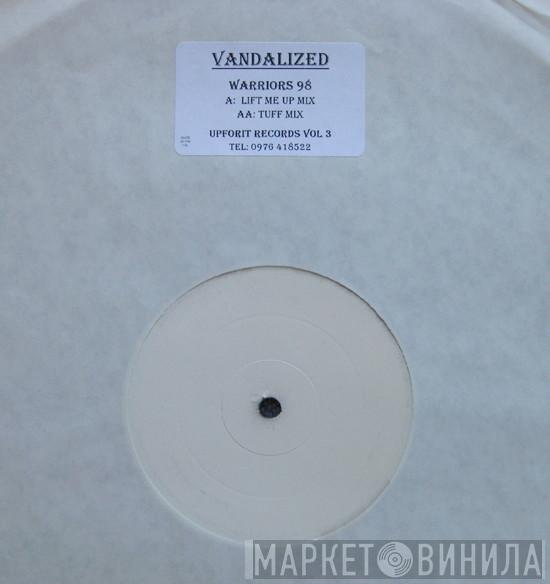 VANDALIZED
WARRIORS 98
A: LIFT ME UP MIX
AA: TUFF MIX
UPFORIT RECORDS VOL 3
TEL: 0976 418522
МАРКЕТ ВИНИЛА